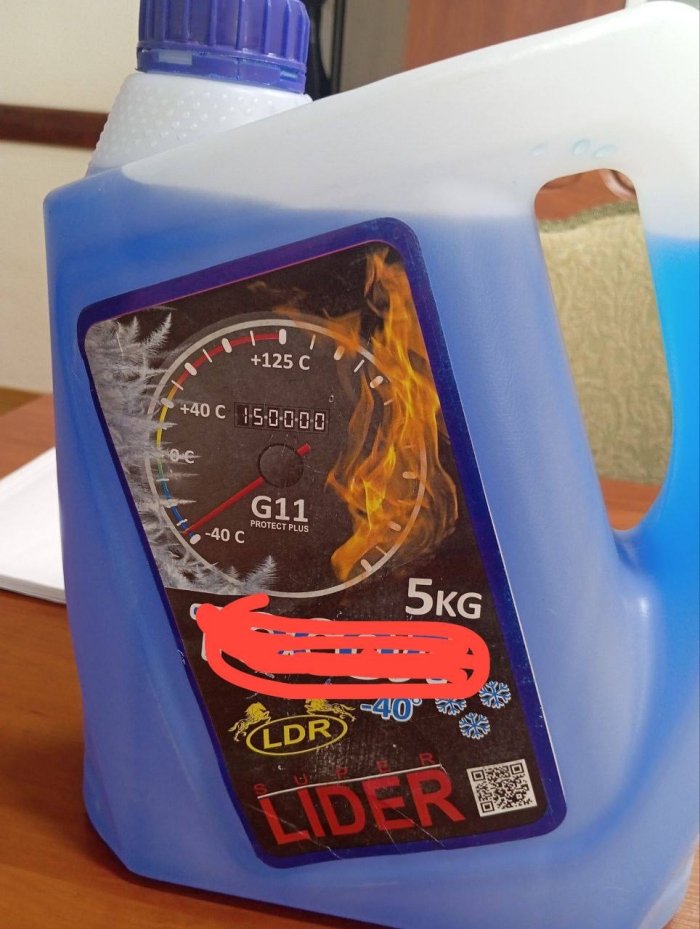 +125 C
+40 C
150000
0 C
G11
PROTECT PLUS
-40 C
5KG
-40°
LDR
SUPER
LIDER